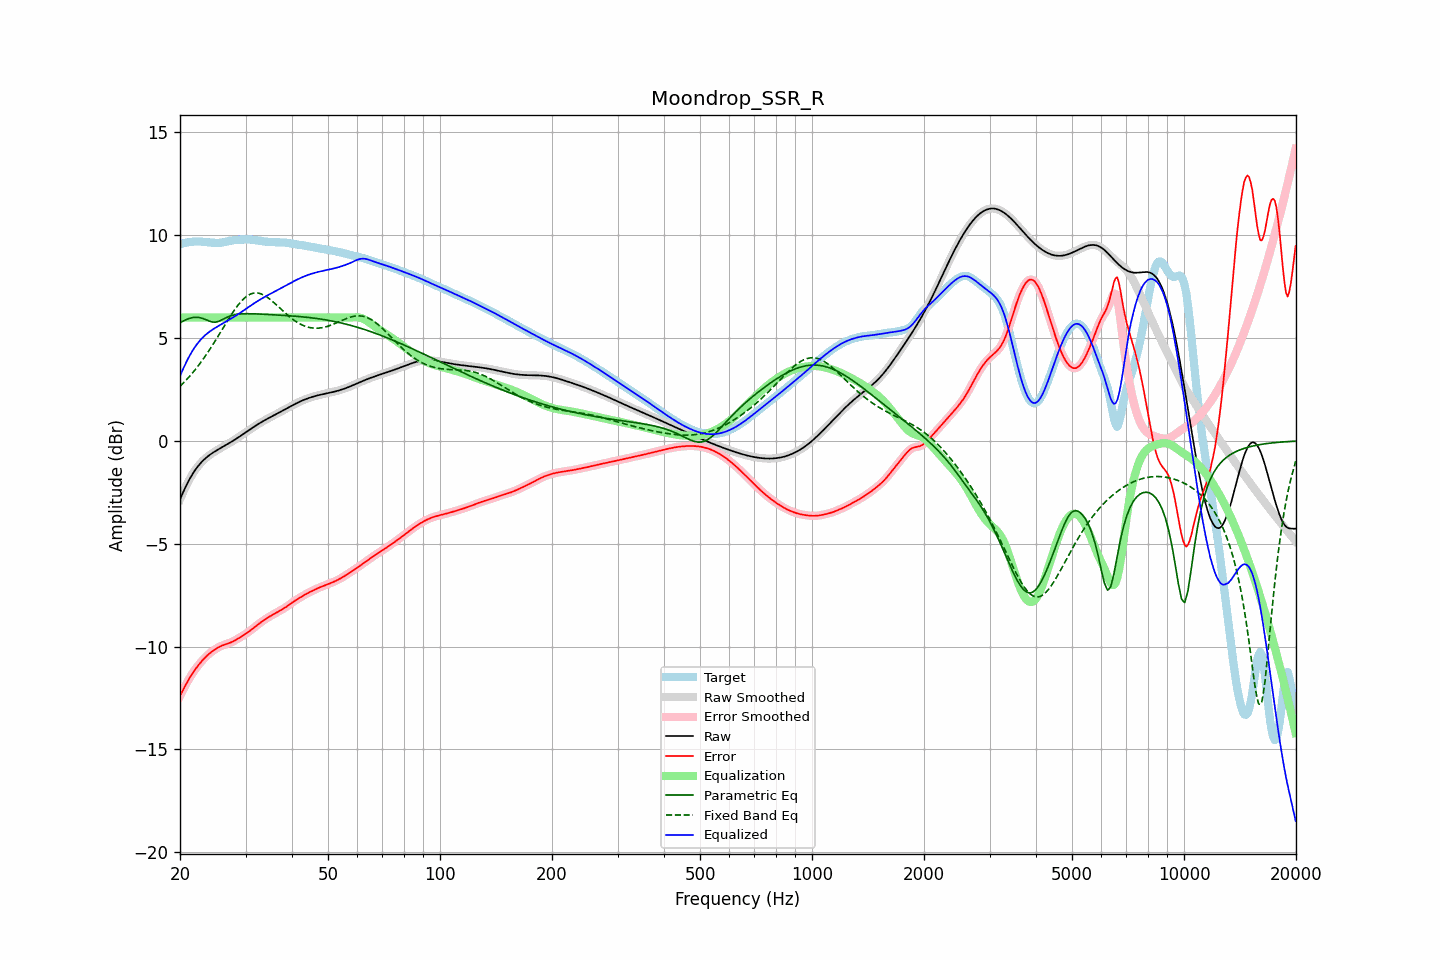 Moondrop_SSR_R
Amplitude (dBr)
15
10
5
0
−5
−10
−15
−20
20
50
100
200
500
1000
2000
5000
10000
20000
Frequency (Hz)
Target
Raw Smoothed
Error Smoothed
Raw
Error
Equalization
Parametric Eq
Fixed Band Eq
Equalized